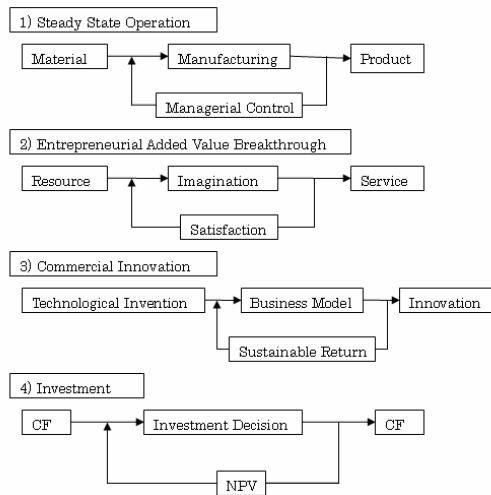 1) Steady State Operation
Material Manufacturing Product
Managerial Control
2) Entrepreneurial Added Value Breakthrough
Resource Imagination Service
Satisfaction
3) Commercial Innovation
Technological Invention Business Model Innovation
Sustainable Return
4) Investment
CF Investment Decision CF
NPV